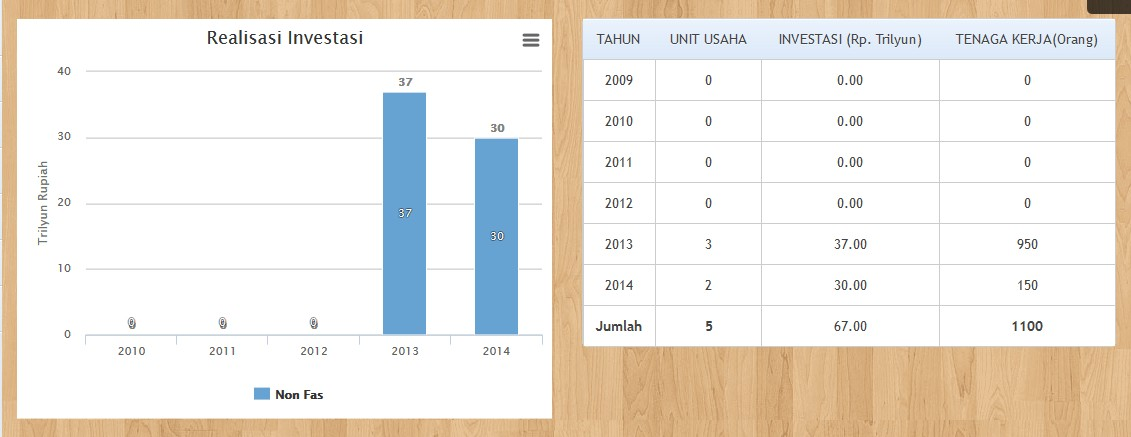 Realisasi Investasi
Trilyun Rupiah
40
30
20
10
0
37
30
37
30
0 0 0
2010 2011 2012 2013 2014
Non Fas
TAHUN UNIT USAHA INVESTASI (Rp. Trilyun) TENAGA KERJA(Orang)
2009 0 0.00 0
2010 0 0.00 0
2011 0 0.00 0
2012 0 0.00 0
2013 3 37.00 950
2014 2 30.00 150
Jumlah 5 67.00 1100